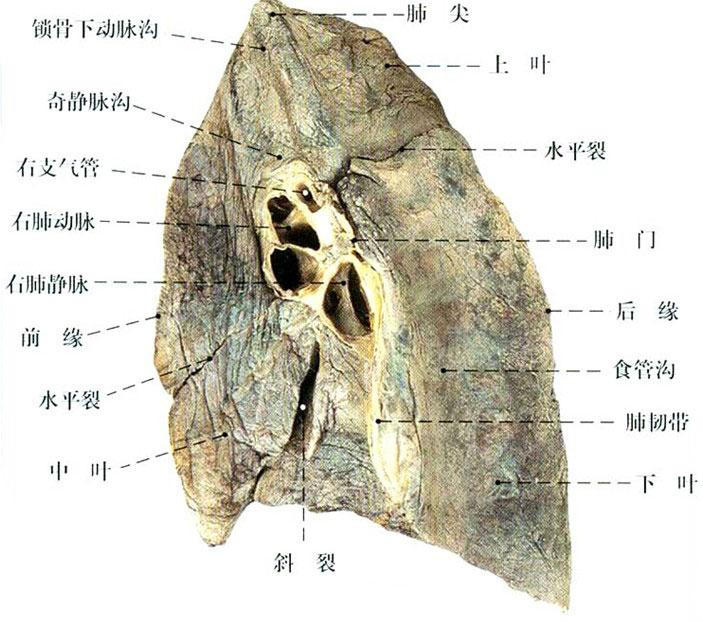 肺 尖
锁骨下动脉沟
上 叶
奇静脉沟
水平裂
右支气管
右肺动脉
肺 门
右肺静脉
后 缘
前 缘
食管沟
水平裂
肺韧带
中 叶
下 叶
斜 裂